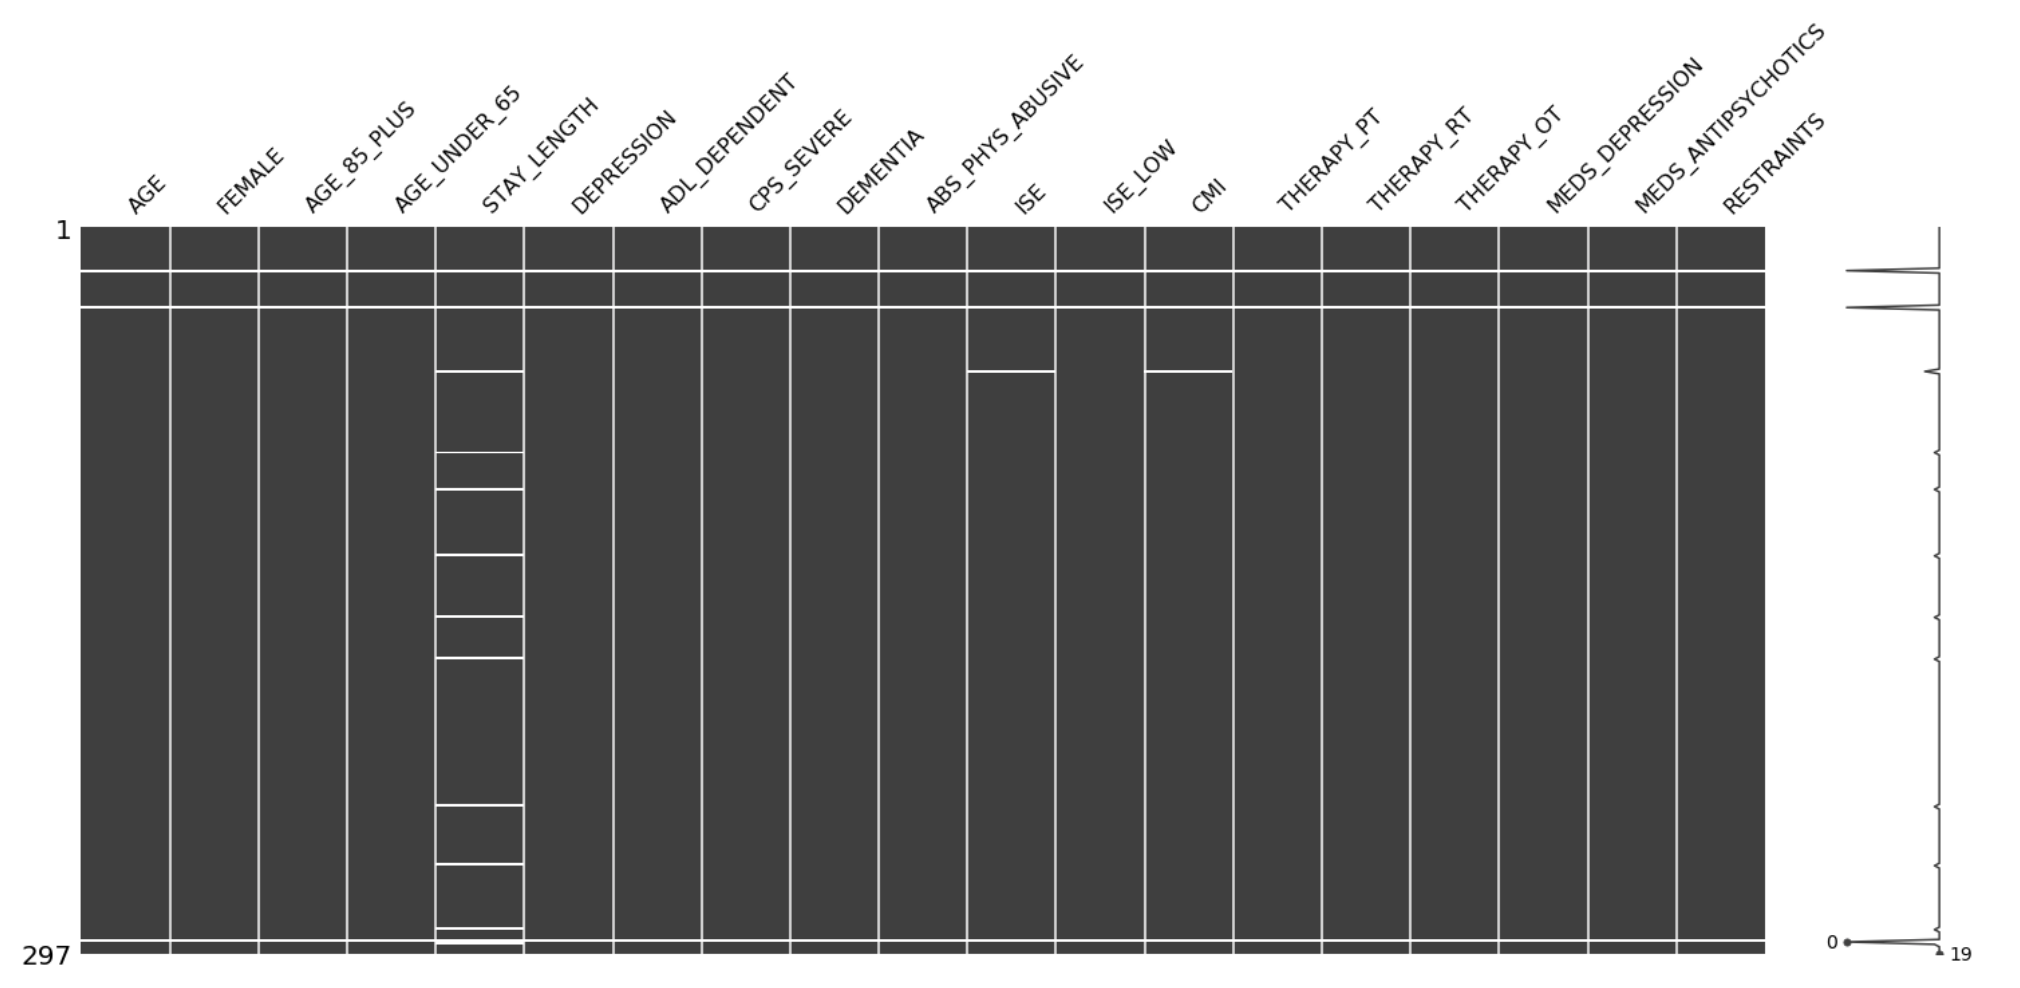 AGE
FEMALE
AGE_85_PLUS
AGE_UNDER_65
STAY_LENGTH
DEPRESSION
ADL_DEPENDENT
CPS_SEVERE
DEMENTIA
ABS_PHYS_ABUSIVE
ISE
ISE_LOW
CMI
THERAPY_PT
THERAPY_RT
THERAPY_OT
MEDS_DEPRESSION
MEDS_ANTIPSYCHOTICS
RESTRAINTS
1
297
0
19